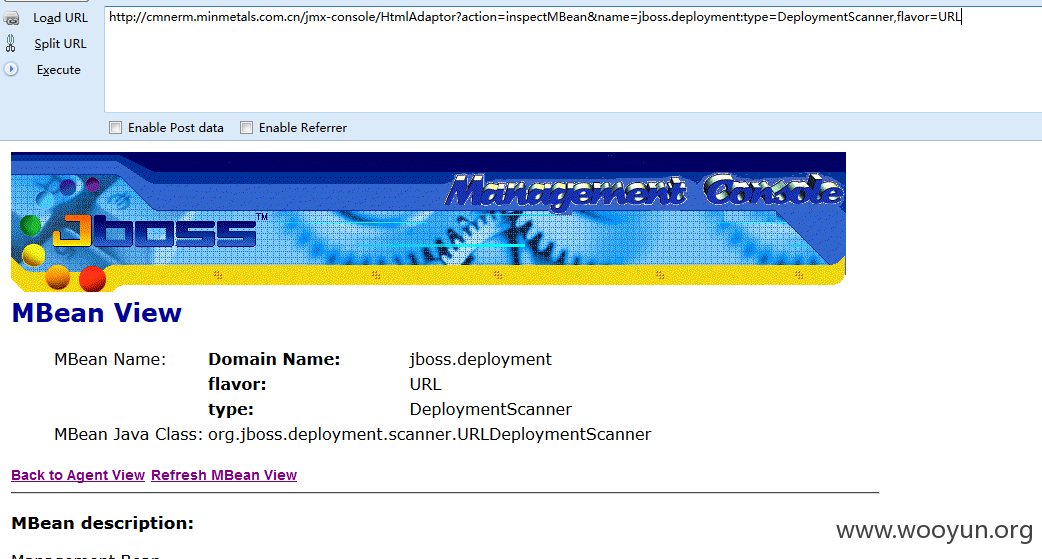 Load URL
http://cmnerm.minmetals.com.cn/jmx-console/HtmlAdaptor?action=inspectMBean&name=jboss.deployment:type=DeploymentScanner,flavor=URL
Split URL
Execute
Enable Post data Enable Referrer
Management Console
Jboss™
MBean View
MBean Name: Domain Name: jboss.deployment
flavor: URL
type: DeploymentScanner
MBean Java Class: org.jboss.deployment.scanner.URLDeploymentScanner
Back to Agent View Refresh MBean View
MBean description:
www.wooyun.org
Management Bean